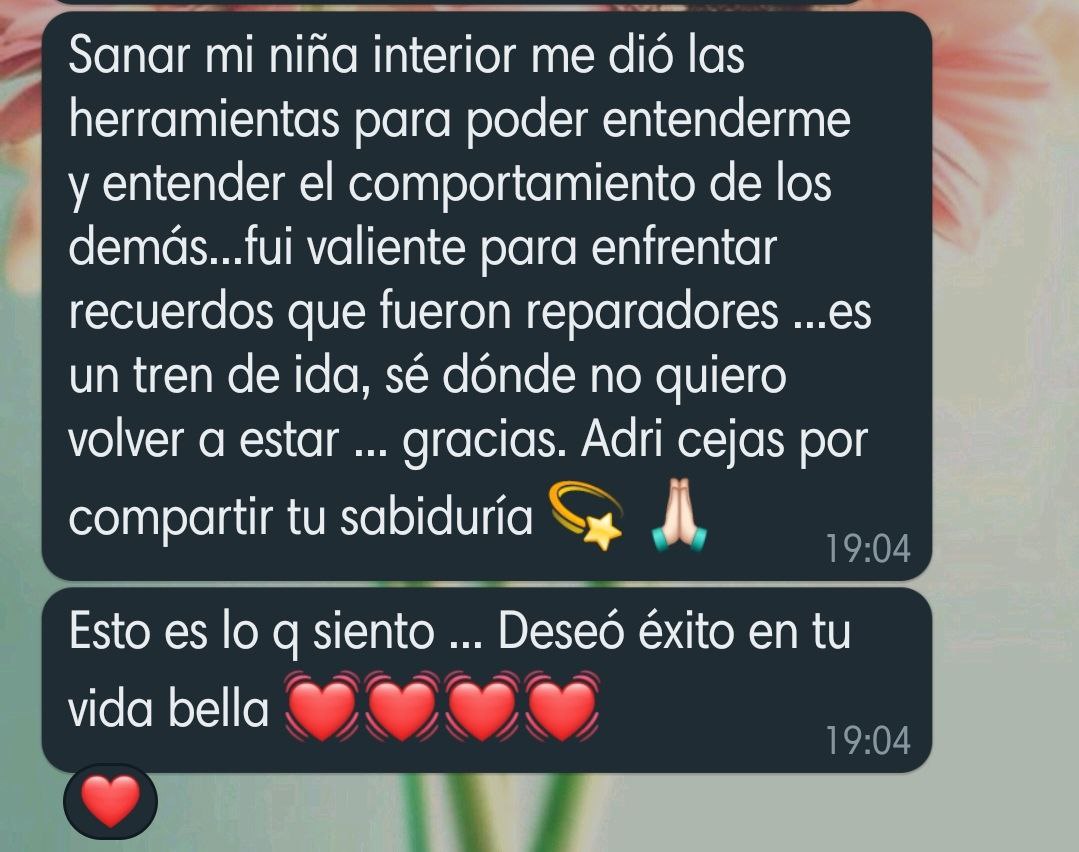 Sanar mi niña interior me dió las
herramientas para poder entenderme
y entender el comportamiento de los
demás...fui valiente para enfrentar
recuerdos que fueron reparadores ...es
un tren de ida, sé dónde no quiero
volver a estar ... gracias. Adri cejas por
compartir tu sabiduría 💫 🙏🏻
19:04
Esto es lo q siento ... Deseó éxito en tu
vida bella 💓💓💓💓
19:04
❤️